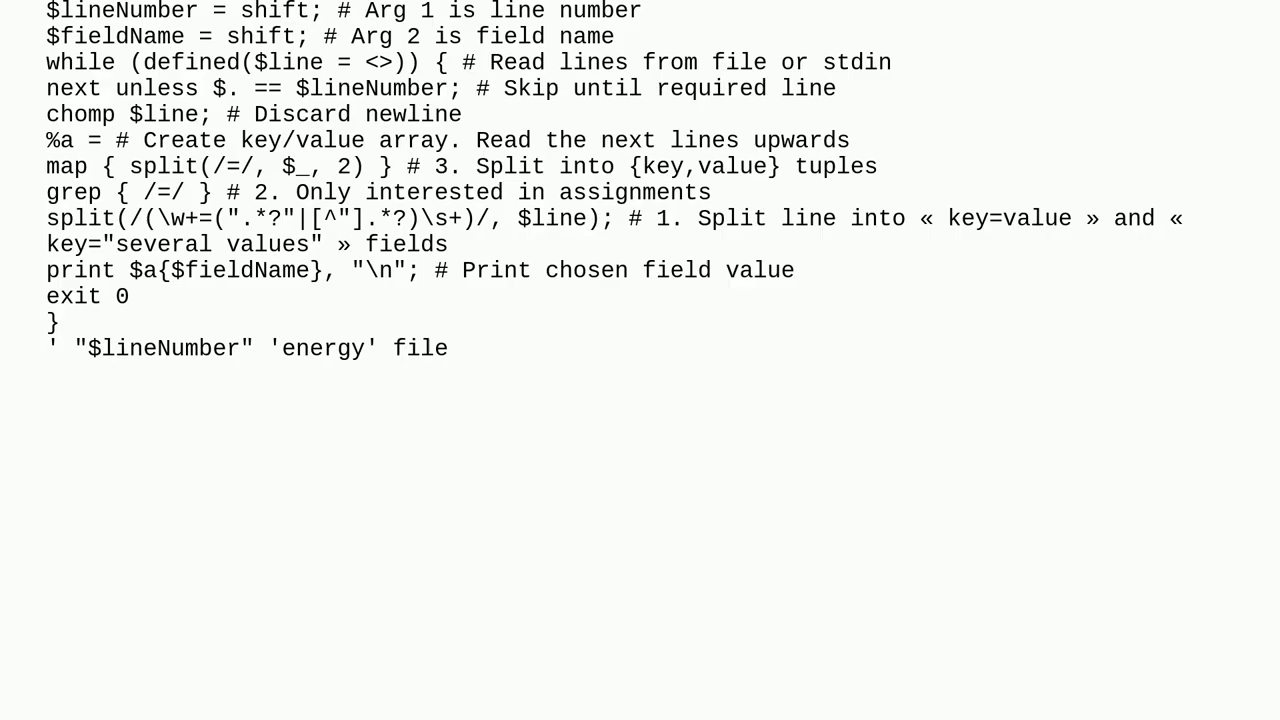 $lineNumber = shift; # Arg 1 is line number
$fieldName = shift; # Arg 2 is field name
while (defined($line = <>)) { # Read lines from file or stdin
next unless $. == $lineNumber; # Skip until required line
chomp $line; # Discard newline
%a = # Create key/value array. Read the next lines upwards
map { split(/=/, $_, 2) } # 3. Split into {key,value} tuples
grep { /=/ } # 2. Only interested in assignments
split(/(\w+=(".*?"|[^"].*?)\s+)/, $line); # 1. Split line into « key=value » and «
key="several values" » fields
print $a{$fieldName}, "\n"; # Print chosen field value
exit 0
}
' "$lineNumber" 'energy' file